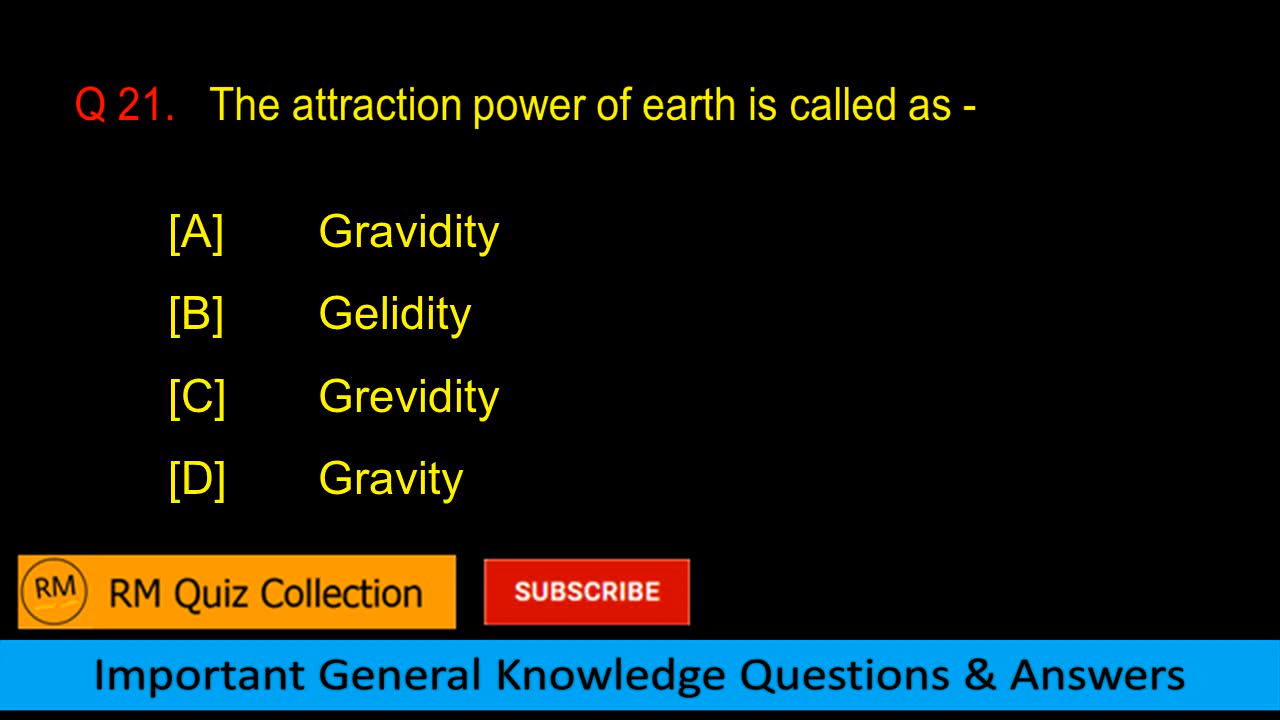 Q 21. The attraction power of earth is called as -
[A] Gravidity
[B] Gelidity
[C] Grevidity
[D] Gravity
RM RM Quiz Collection SUBSCRIBE
Important General Knowledge Questions & Answers